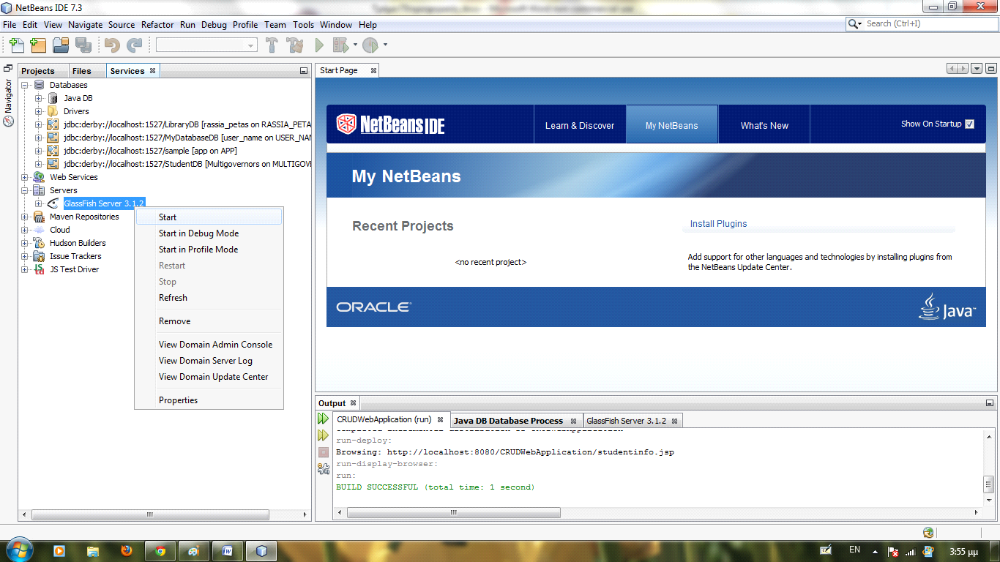 NetBeans IDE 7.3
File Edit View Navigate Source Refactor Run Debug Profile Team Tools Window Help
Search (Ctrl+I)
Navigator
Projects Files Services
Databases
Java DB
Drivers
jdbc:derby://localhost:1527/LibraryDB [rassia_petas on RASSIA_PETA
jdbc:derby://localhost:1527/MyDatabaseDB [user_name on USER_NAM
jdbc:derby://localhost:1527/sample [app on APP]
jdbc:derby://localhost:1527/StudentDB [Multigovernors on MULTIGOVE
Web Services
Servers
GlassFish Server 3.1.2
Maven Repositories
Cloud
Hudson Builders
Issue Trackers
JS Test Driver
Start
Start in Debug Mode
Start in Profile Mode
Restart
Stop
Refresh
Remove
View Domain Admin Console
View Domain Server Log
View Domain Update Center
Properties
Start Page
NetBeans IDE
Learn & Discover
My NetBeans
What's New
Show On Startup
My NetBeans
Recent Projects
<no recent project>
Install Plugins
Add support for other languages and technologies by installing plugins from
the NetBeans Update Center.
ORACLE
Java™
Output
CRUDWebApplication (run) Java DB Database Process GlassFish Server 3.1.2
run-deploy:
Browsing: http://localhost:8080/CRUDWebApplication/studentinfo.jsp
run-display-browser:
run:
BUILD SUCCESSFUL (total time: 1 second)
EN
3:55 μμ